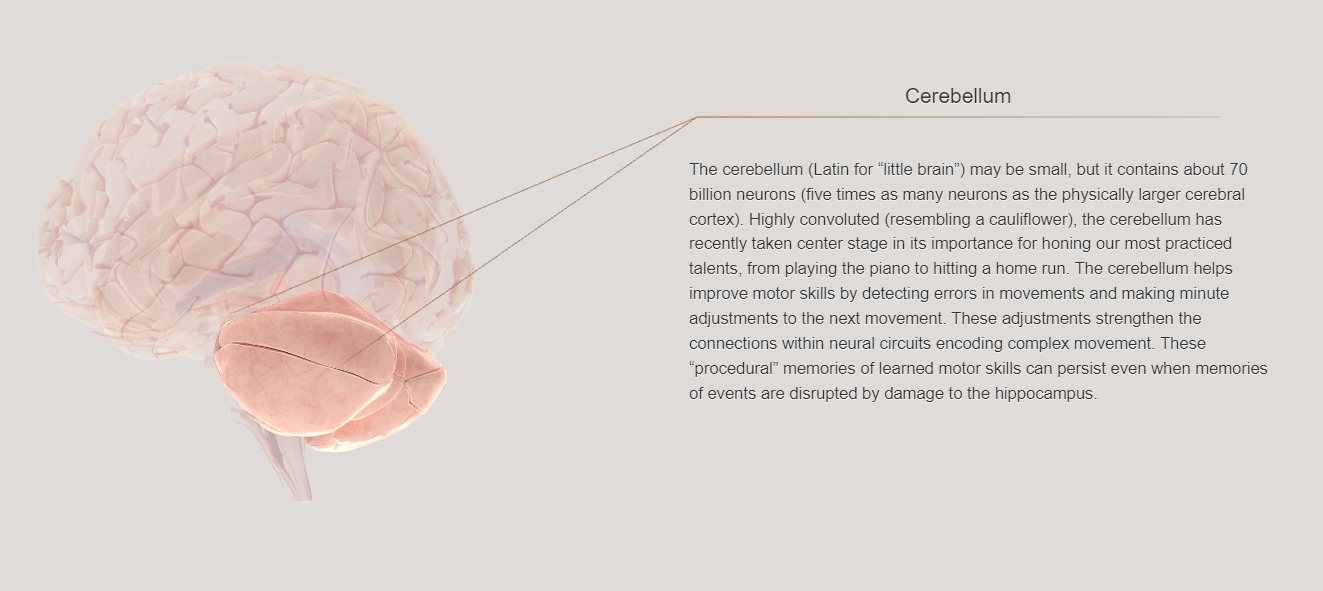 Cerebellum
The cerebellum (Latin for “little brain”) may be small, but it contains about 70
billion neurons (five times as many neurons as the physically larger cerebral
cortex). Highly convoluted (resembling a cauliflower), the cerebellum has
recently taken center stage in its importance for honing our most practiced
talents, from playing the piano to hitting a home run. The cerebellum helps
improve motor skills by detecting errors in movements and making minute
adjustments to the next movement. These adjustments strengthen the
connections within neural circuits encoding complex movement. These
“procedural” memories of learned motor skills can persist even when memories
of events are disrupted by damage to the hippocampus.